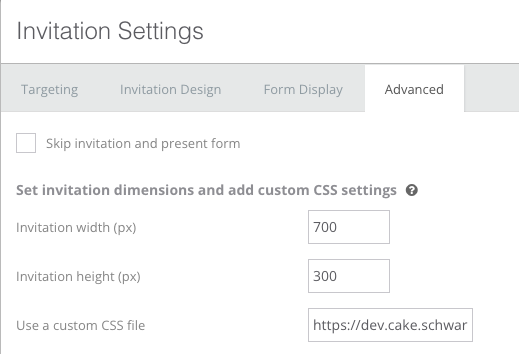 Invitation Settings
Targeting Invitation Design Form Display Advanced
Skip invitation and present form
Set invitation dimensions and add custom CSS settings ?
Invitation width (px) 700
Invitation height (px) 300
Use a custom CSS file https://dev.cake.schwar